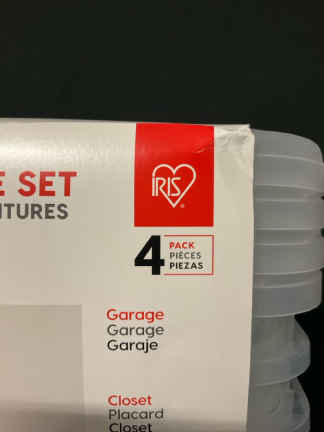 IRIS
E SET
ITURES
4 PACK
PIÈCES
PIEZAS
Garage
Garage
Garaje
Closet
Placard
Closet